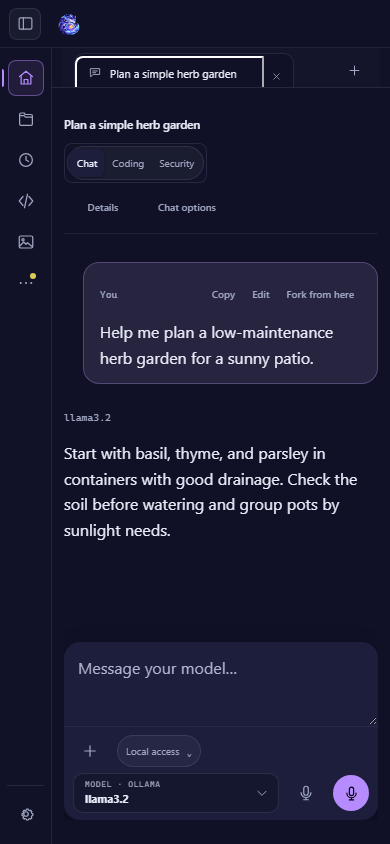 Plan a simple herb garden
Plan a simple herb garden
Chat Coding Security
Details Chat options
You Copy Edit Fork from here
Help me plan a low-maintenance
herb garden for a sunny patio.
llama3.2
Start with basil, thyme, and parsley in
containers with good drainage. Check the
soil before watering and group pots by
sunlight needs.
Message your model...
Local access
MODEL · OLLAMA
llama3.2